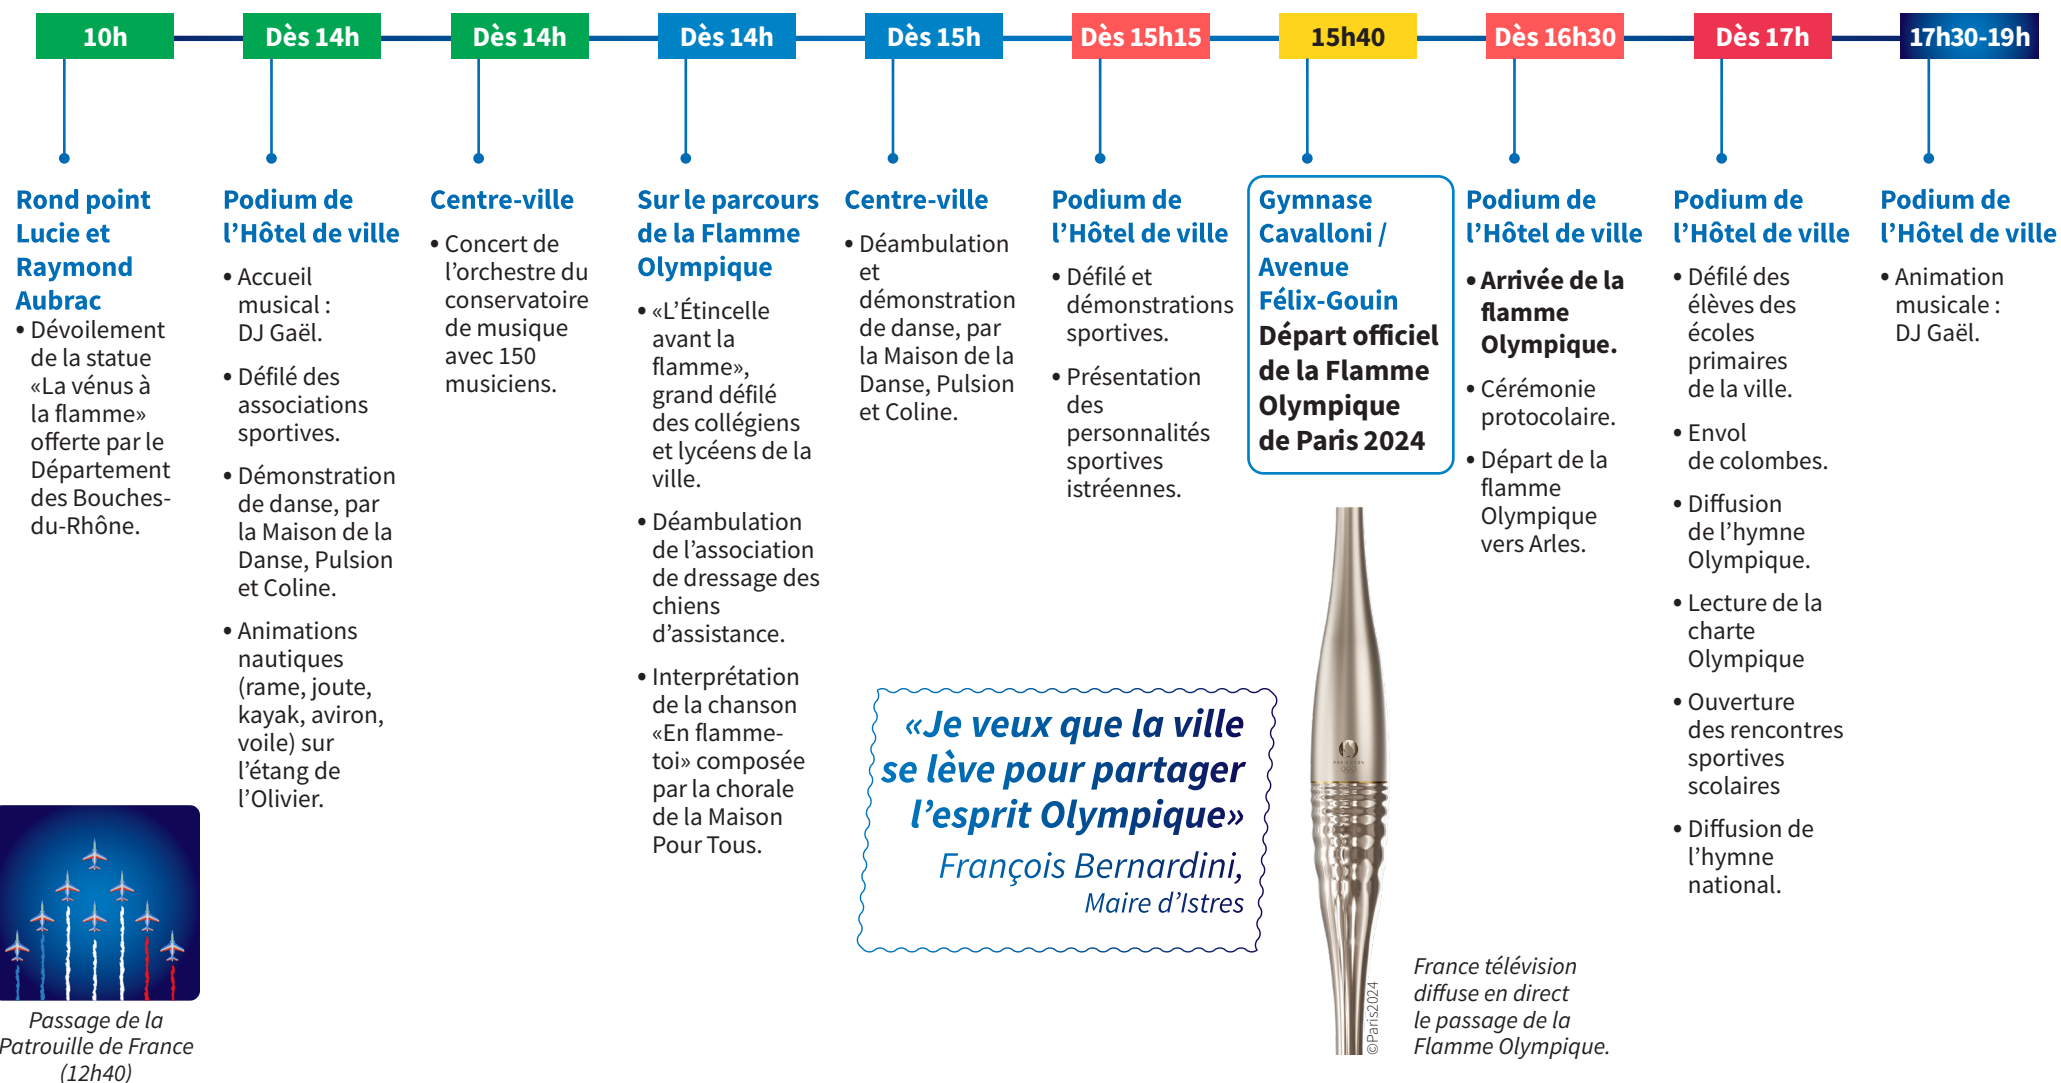 10h
Rond point
Lucie et
Raymond
Aubrac
• Dévoilement
de la statue
«La vénus à
la flamme»
offerte par le
Département
des Bouches-
du-Rhône.
Dès 14h
Podium de
l’Hôtel de ville
• Accueil
musical :
DJ Gaël.
• Défilé des
associations
sportives.
• Démonstration
de danse, par
la Maison de la
Danse, Pulsion
et Coline.
• Animations
nautiques
(rame, joute,
kayak, aviron,
voile) sur
l’étang de
l’Olivier.
Dès 14h
Centre-ville
• Concert de
l’orchestre du
conservatoire
de musique
avec 150
musiciens.
Dès 14h
Sur le parcours
de la Flamme
Olympique
• «L’Étincelle
avant la
flamme»,
grand défilé
des collégiens
et lycéens de la
ville.
• Déambulation
de l’association
de dressage des
chiens
d’assistance.
• Interprétation
de la chanson
«En flamme-
toi» composée
par la chorale
de la Maison
Pour Tous.
Dès 15h
Centre-ville
• Déambulation
et
démonstration
de danse, par
la Maison de la
Danse, Pulsion
et Coline.
Dès 15h15
Podium de
l’Hôtel de ville
• Défilé et
démonstrations
sportives.
• Présentation
des
personnalités
sportives
istréennes.
15h40
Gymnase
Cavalloni /
Avenue
Félix-Gouin
Départ officiel
de la Flamme
Olympique
de Paris 2024
Dès 16h30
Podium de
l’Hôtel de ville
• Arrivée de la
flamme
Olympique.
• Cérémonie
protocolaire.
• Départ de la
flamme
Olympique
vers Arles.
Dès 17h
Podium de
l’Hôtel de ville
• Défilé des
élèves des
écoles
primaires
de la ville.
• Envol
de colombes.
• Diffusion
de l’hymne
Olympique.
• Lecture de la
charte
Olympique
• Ouverture
des rencontres
sportives
scolaires
• Diffusion de
l’hymne
national.
17h30-19h
Podium de
l’Hôtel de ville
• Animation
musicale :
DJ Gaël.
Passage de la
Patrouille de France
(12h40)
«Je veux que la ville
se lève pour partager
l’esprit Olympique»
François Bernardini,
Maire d’Istres
PARIS 2024
©Paris2024
France télévision
diffuse en direct
le passage de la
Flamme Olympique.